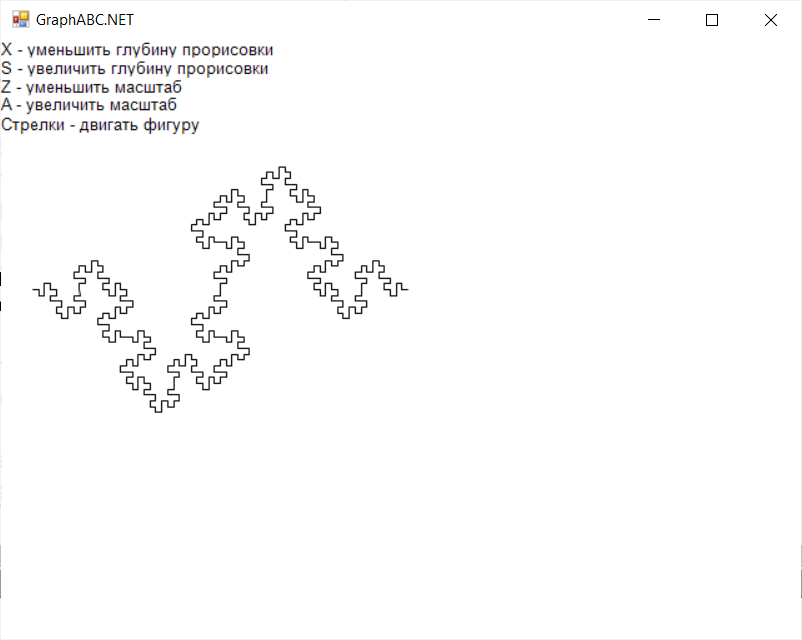 GraphABC.NET
X - уменьшить глубину прорисовки
S - увеличить глубину прорисовки
Z - уменьшить масштаб
A - увеличить масштаб
Стрелки - двигать фигуру